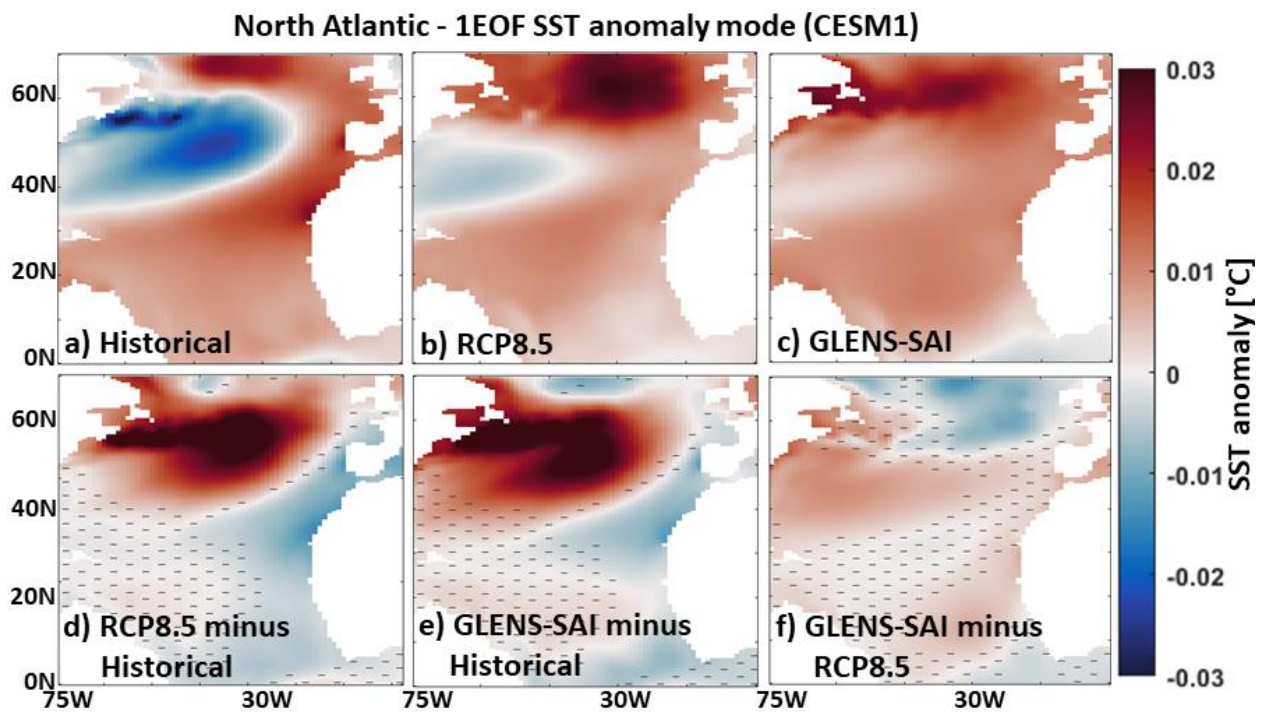 North Atlantic - 1EOF SST anomaly mode (CESM1)
60N
40N
20N
0N
a) Historical
b) RCP8.5
c) GLENS-SAI
60N
40N
20N
0N
d) RCP8.5 minus
Historical
e) GLENS-SAI minus
Historical
f) GLENS-SAI minus
RCP8.5
75W
30W
75W
30W
75W
30W
0.03
0.02
0.01
0
-0.01
-0.02
-0.03
SST anomaly [°C]